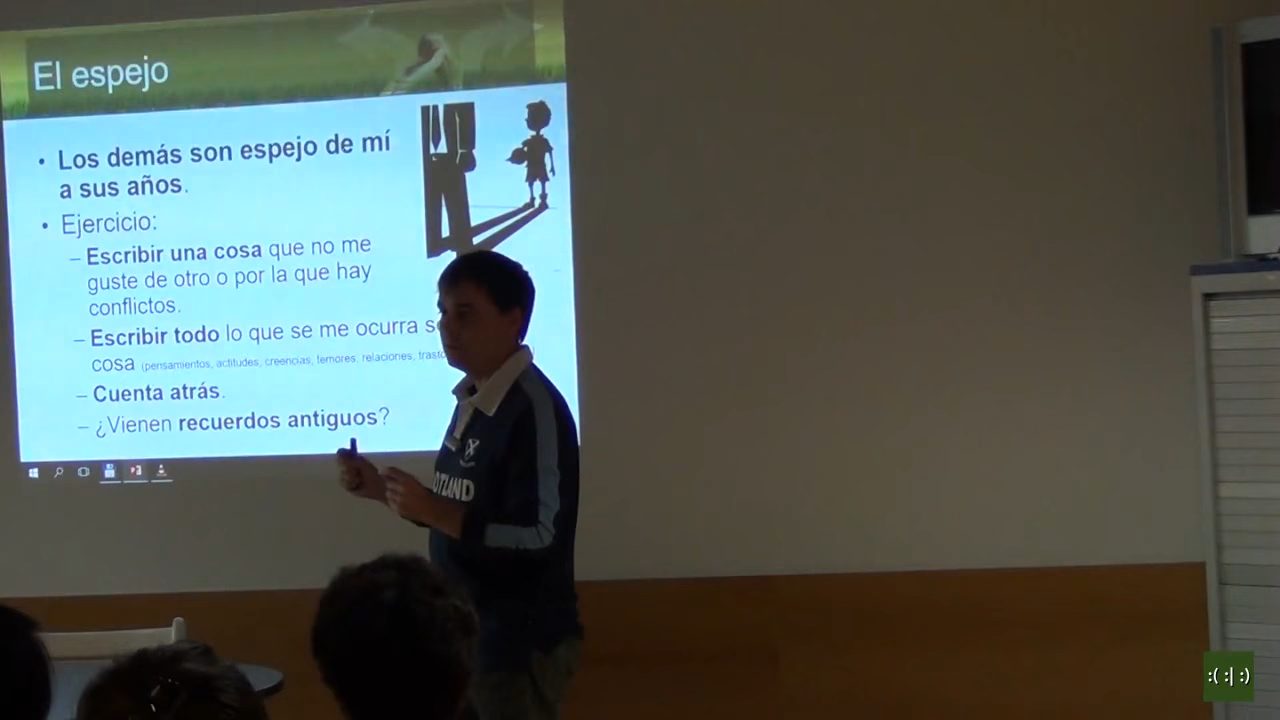 El espejo
• Los demás son espejo de mí
a sus años.
• Ejercicio:
– Escribir una cosa que no me
guste de otro o por la que hay
conflictos.
– Escribir todo lo que se me ocurra
cosa (pensamientos, actitudes, creencias, temores, relaciones,
– Cuenta atrás.
– ¿Vienen recuerdos antiguos?
OTLAND
:( :| :)